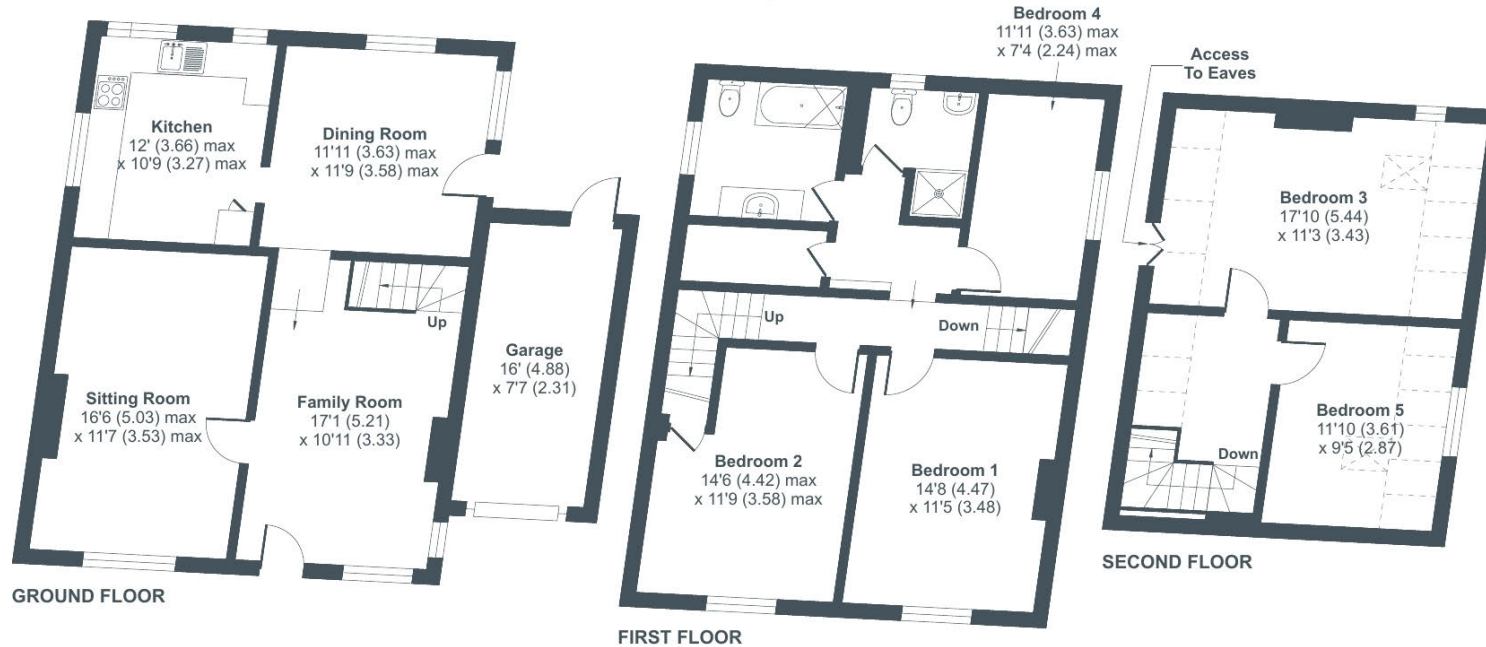 Kitchen
12' (3.66) max
x 10'9 (3.27) max
Dining Room
11'11 (3.63) max
x 11'9 (3.58) max
Up
Sitting Room
16'6 (5.03) max
x 11'7 (3.53) max
Family Room
17'1 (5.21)
x 10'11 (3.33)
Garage
16' (4.88)
x 7'7 (2.31)
GROUND FLOOR
Bedroom 4
11'11 (3.63) max
x 7'4 (2.24) max
Up
Down
Bedroom 2
14'6 (4.42) max
x 11'9 (3.58) max
Bedroom 1
14'8 (4.47)
x 11'5 (3.48)
FIRST FLOOR
Access
To Eaves
Bedroom 3
17'10 (5.44)
x 11'3 (3.43)
Bedroom 5
11'10 (3.61)
x 9'5 (2.87)
Down
SECOND FLOOR